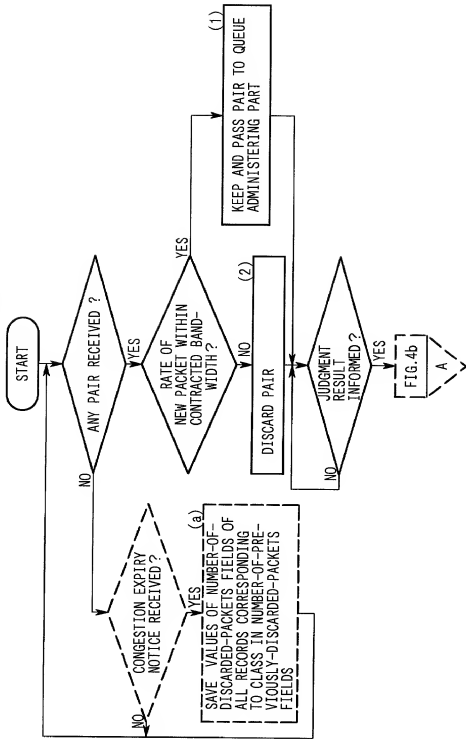 START
ANY PAIR RECEIVED ?
NO
YES
RATE OF
NEW PACKET WITHIN
CONTRACTED BAND-
WIDTH ?
YES
NO
(1)
KEEP AND PASS PAIR TO QUEUE
ADMINISTERING PART
(2)
DISCARD PAIR
JUDGMENT
RESULT
INFORMED ?
NO
YES
FIG.4b
A
CONGESTION EXPIRY
NOTICE RECEIVED ?
NO
YES
(a)
SAVE VALUES OF NUMBER-OF-
DISCARDED-PACKETS FIELDS OF
ALL RECORDS CORRESPONDING
TO CLASS IN NUMBER-OF-PRE-
VIOUSLY-DISCARDED-PACKETS
FIELDS